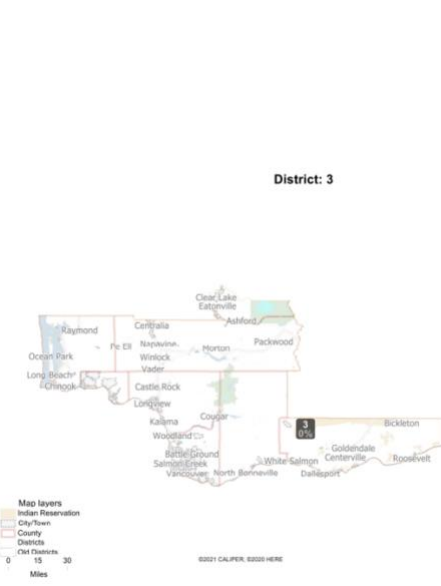 District: 3
Clear Lake
Eatonville
Ashford
Raymond
Centralia
Pe Ell
Napavine
Morton
Packwood
Ocean Park
Winlock
Vader
Long Beach
Chinook
Castle Rock
Longview
Kalama
Cougar
3
0%
Bickleton
Woodland
Goldendale
Battle Ground
Centerville
Roosevelt
Salmon Creek
White Salmon
Vancouver
North Bonneville
Dallesport
Map layers
Indian Reservation
City/Town
County
Districts
Old Districts
0 15 30
Miles
©2021 CALIPER, ©2020 HERE